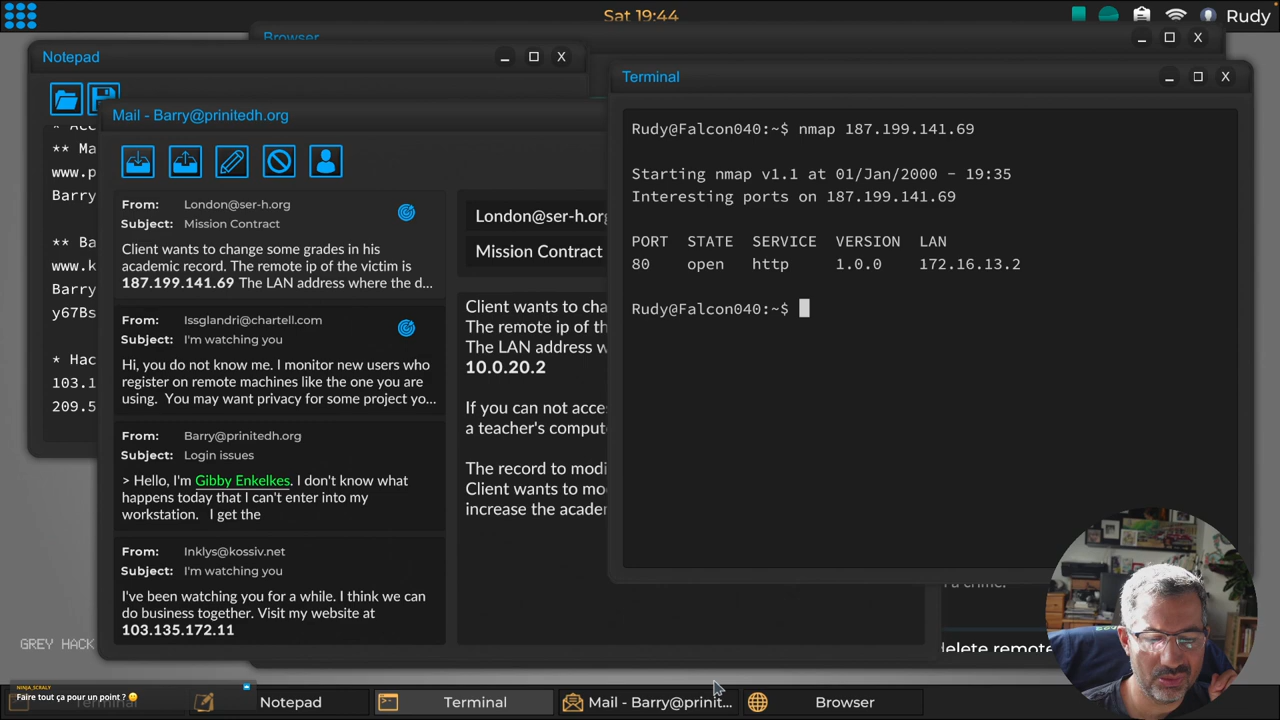 Sat 19:44
Rudy
Browser
Notepad
** Ma
www.p
Barry
** Ba
www.k
Barry
y67Bs
* Hac
103.1
209.5
Mail - Barry@prinitedh.org
From: London@ser-h.org
Subject: Mission Contract
Client wants to change some grades in his
academic record. The remote ip of the victim is
187.199.141.69 The LAN address where the d...
From: Issglandri@chartell.com
Subject: I'm watching you
Hi, you do not know me. I monitor new users who
register on remote machines like the one you are
using. You may want privacy for some project yo...
From: Barry@prinitedh.org
Subject: Login issues
> Hello, I'm Gibby Enkelkes. I don't know what
happens today that I can't enter into my
workstation. I get the
From: Inklys@kossiv.net
Subject: I'm watching you
I've been watching you for a while. I think we can
do business together. Visit my website at
103.135.172.11
London@ser-h.org
Mission Contract
Client wants to cha
The remote ip of th
The LAN address w
10.0.20.2
If you can not acce
a teacher's compute
The record to modi
Client wants to mo
increase the acaden
Terminal
Rudy@Falcon040:~$ nmap 187.199.141.69
Starting nmap v1.1 at 01/Jan/2000 - 19:35
Interesting ports on 187.199.141.69
PORT STATE SERVICE VERSION LAN
80 open http 1.0.0 172.16.13.2
Rudy@Falcon040:~$
a crime.
delete remote
GREY HACK
NINJA_SCRALY
Faire tout ça pour un point ?
Terminal
Notepad
Terminal
Mail - Barry@prinit...
Browser